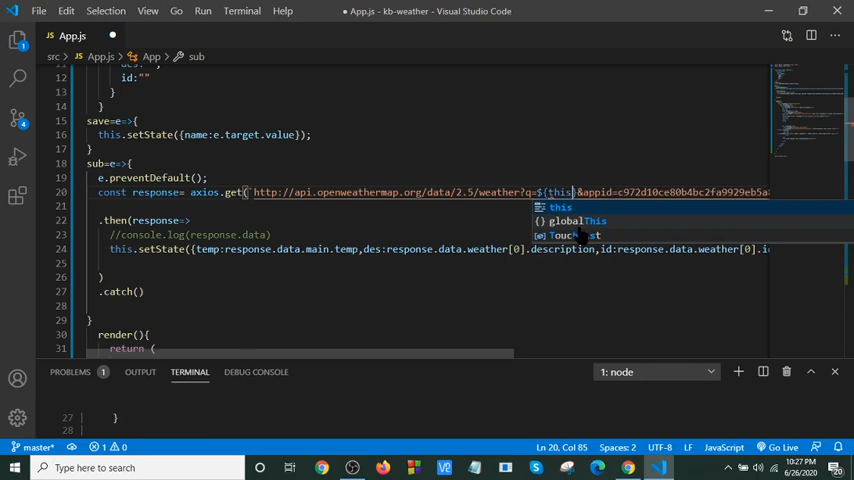 File Edit Selection View Go Run Terminal Help
● App.js - kb-weather - Visual Studio Code
JS App.js ●
src > JS App.js > App > sub
12 id:""
13 }
14 }
15 save=e=>{
16 this.setState({name:e.target.value});
17 }
18 sub=e=>{
19 e.preventDefault();
20 const response= axios.get(`http://api.openweathermap.org/data/2.5/weather?q=${this}&appid=c972d10ce80b4bc2fa9929eb5a
21 this
22 .then(response=> {} globalThis
23 //console.log(response.data)
24 this.setState({temp:response.data.main.temp,des:response.data.weather[0].description,id:response.data.weather[0].i
25
26 )
27 .catch()
28
29 }
30 render(){
31 return (
PROBLEMS 1 OUTPUT TERMINAL DEBUG CONSOLE 1: node
27 | }
28 |
master* 1 0 Ln 20, Col 85 Spaces: 2 UTF-8 LF JavaScript Go Live
Type here to search
10:27 PM
6/26/2020
20